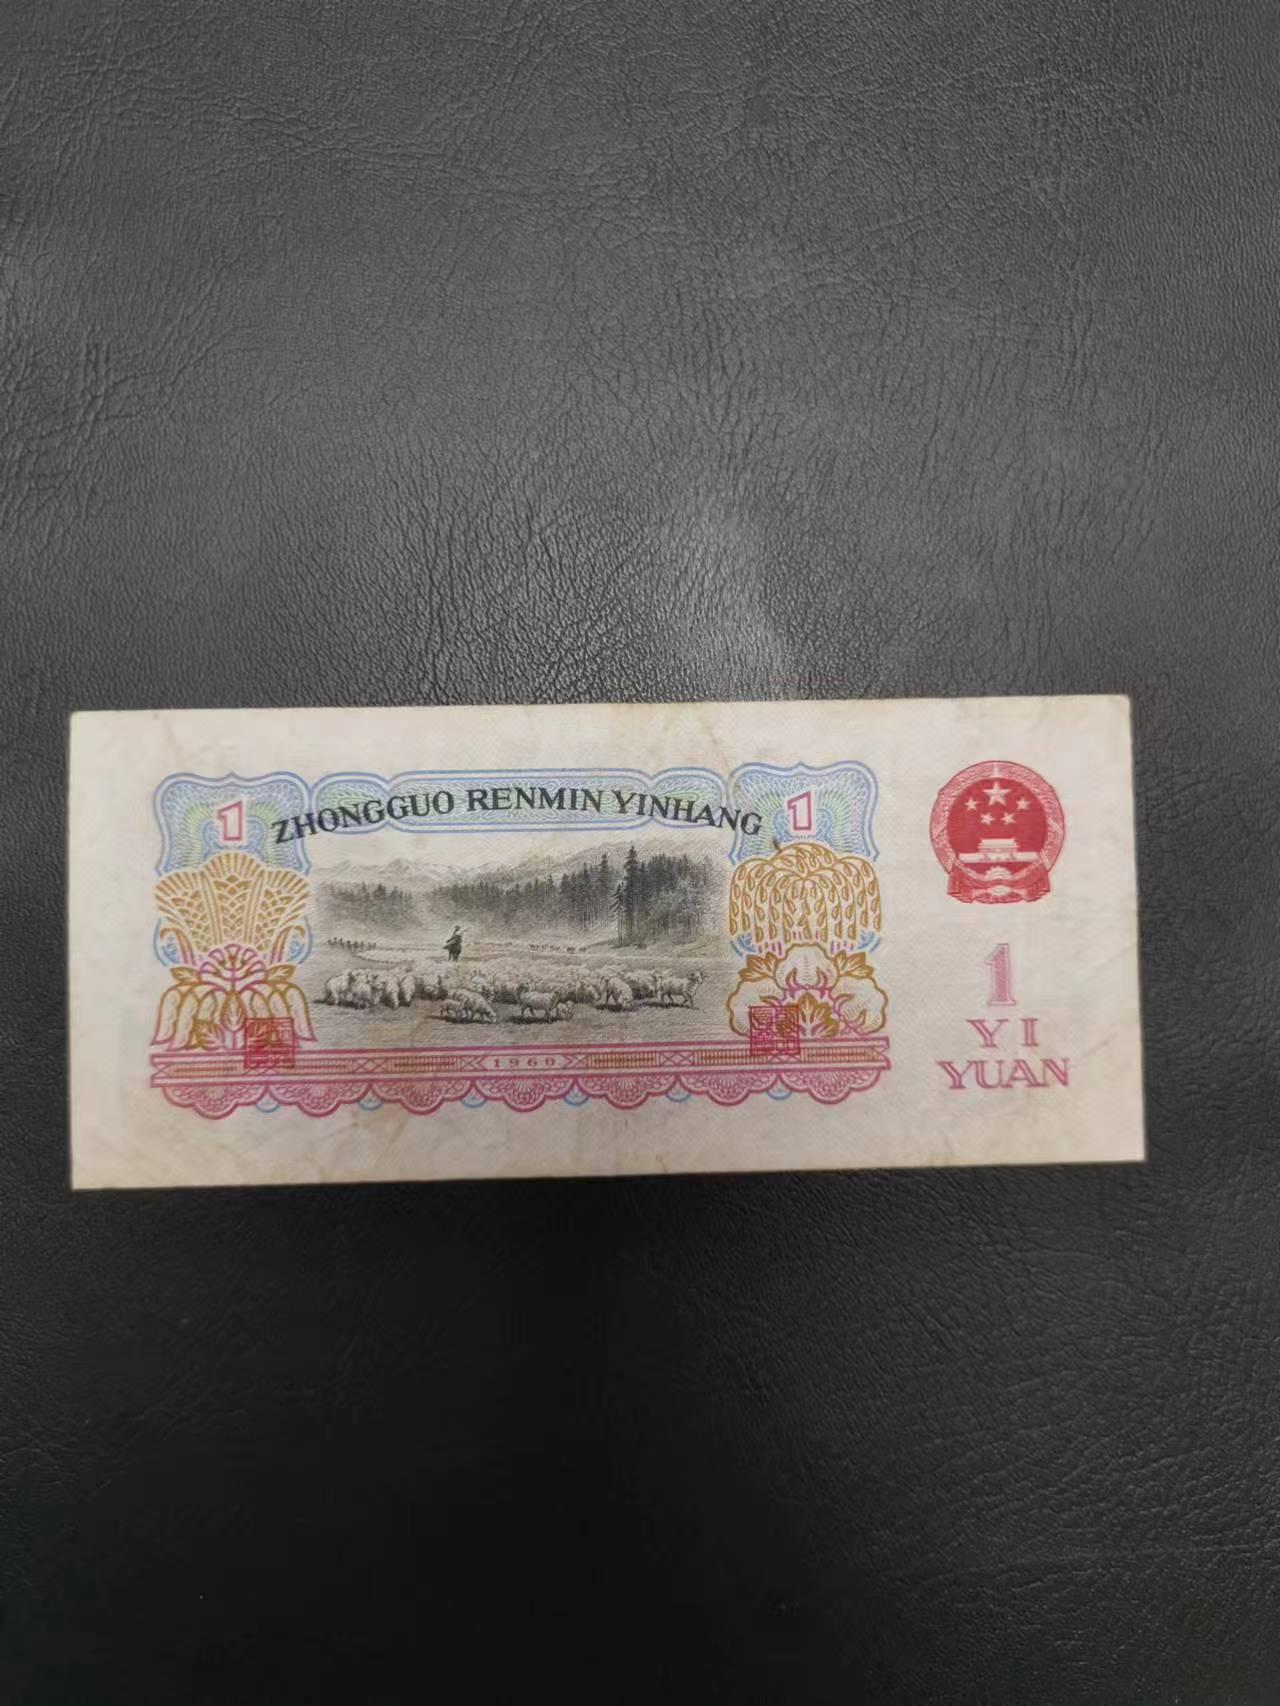 1
ZHONGGUO RENMIN YINHANG
1
1
YI
YUAN
1960